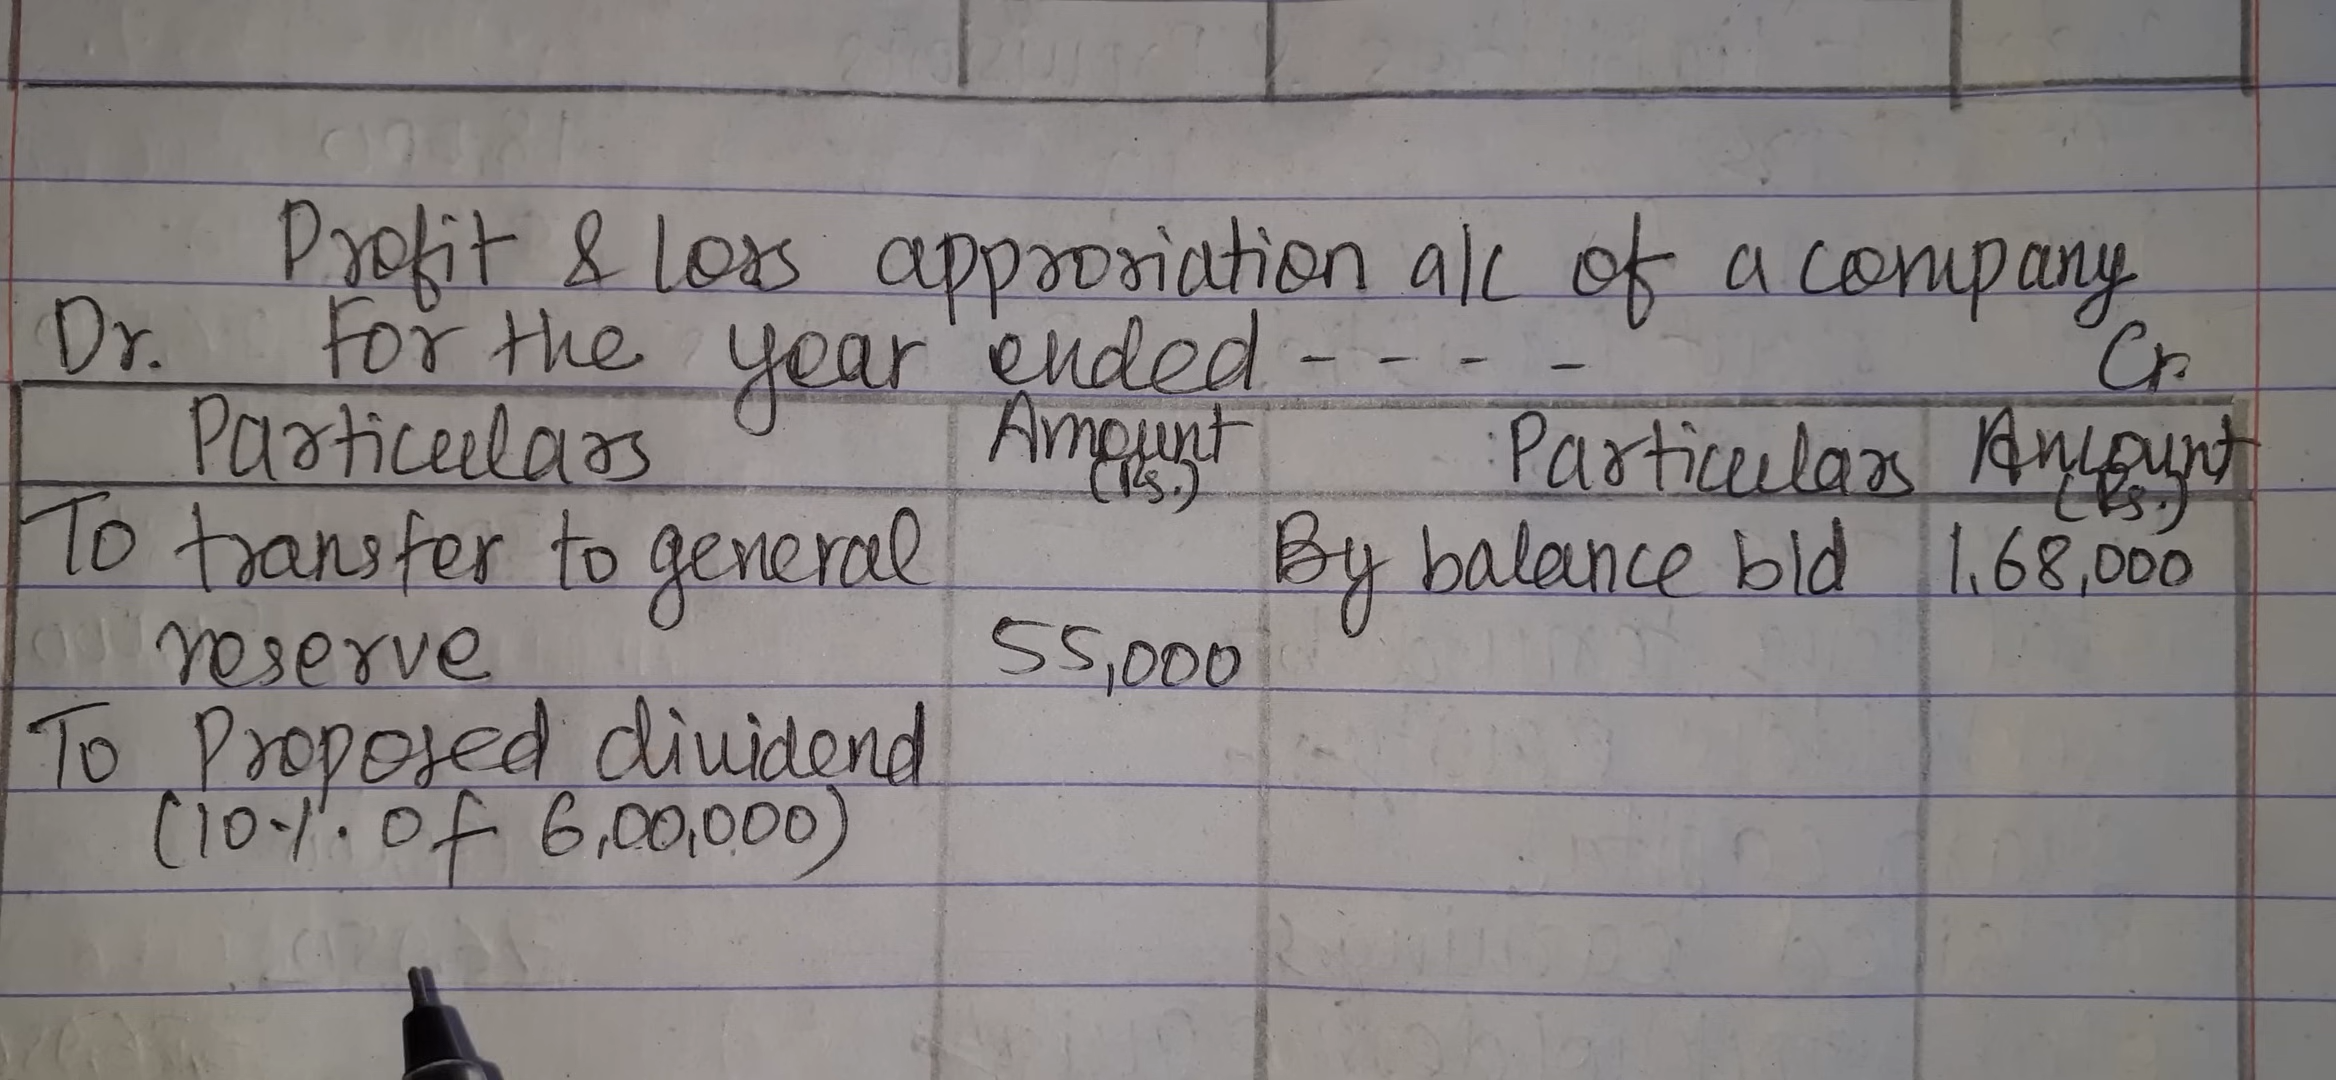 Profit & loss approriation a/c of a company
Dr. For the year ended - - - - Cr.
Particulars Amount (Rs.) Particulars Amount (Rs.)
To transfer to general By balance b/d 1,68,000
reserve 55,000
To Proposed dividend
(10%. of 6,00,000)